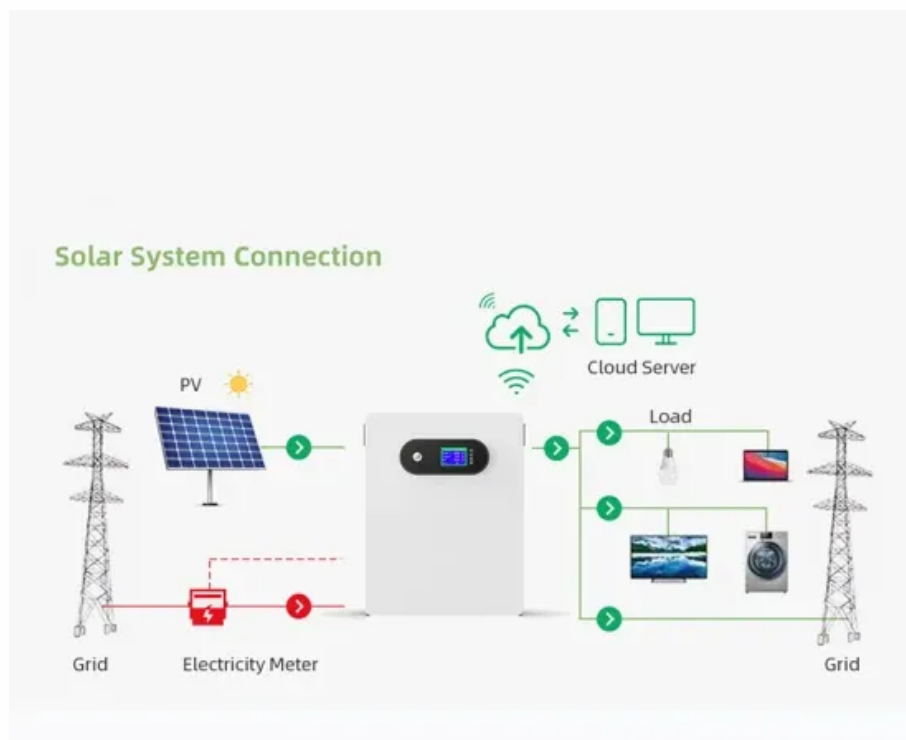 Solar System Connection
Cloud Server
PV
Load
Grid
Electricity Meter
Grid